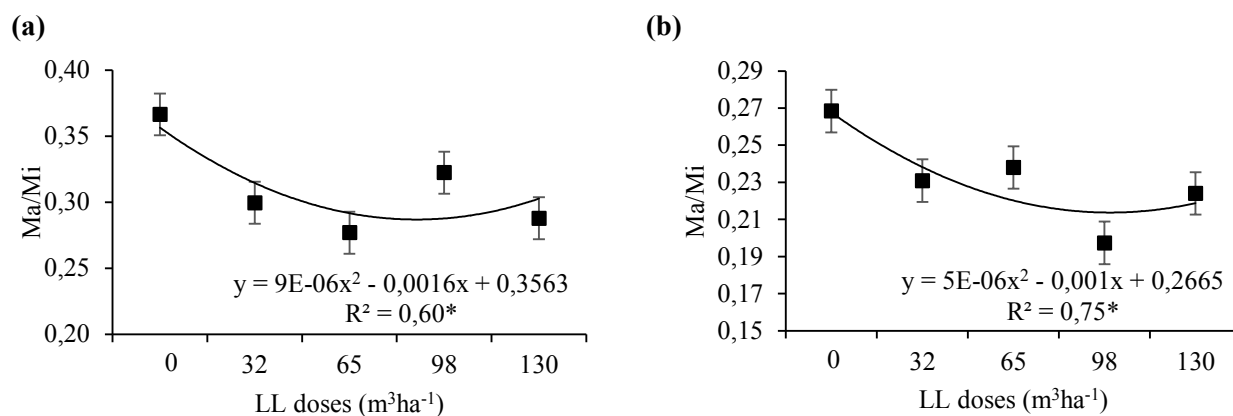 (a)
0,40
0,35
0,30
0,25
0,20
Ma/Mi
y = 9E-06x² - 0,0016x + 0,3563
R² = 0,60*
0 32 65 98 130
LL doses (m³ha⁻¹)
(b)
0,29
0,27
0,25
0,23
0,21
0,19
0,17
0,15
Ma/Mi
y = 5E-06x² - 0,001x + 0,2665
R² = 0,75*
0 32 65 98 130
LL doses (m³ha⁻¹)